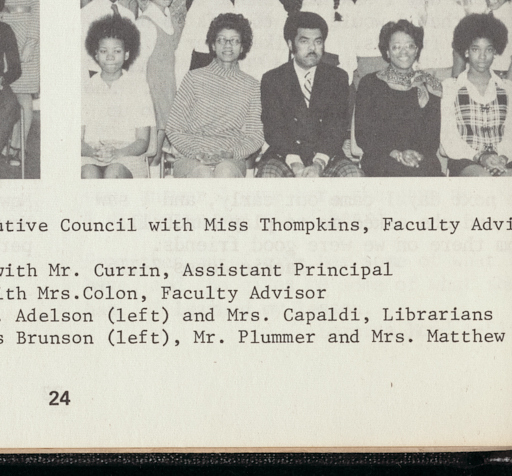 ntive Council with Miss Thompkins, Faculty Advi
with Mr. Currin, Assistant Principal
ith Mrs.Colon, Faculty Advisor
. Adelson (left) and Mrs. Capaldi, Librarians
s Brunson (left), Mr. Plummer and Mrs. Matthew
24